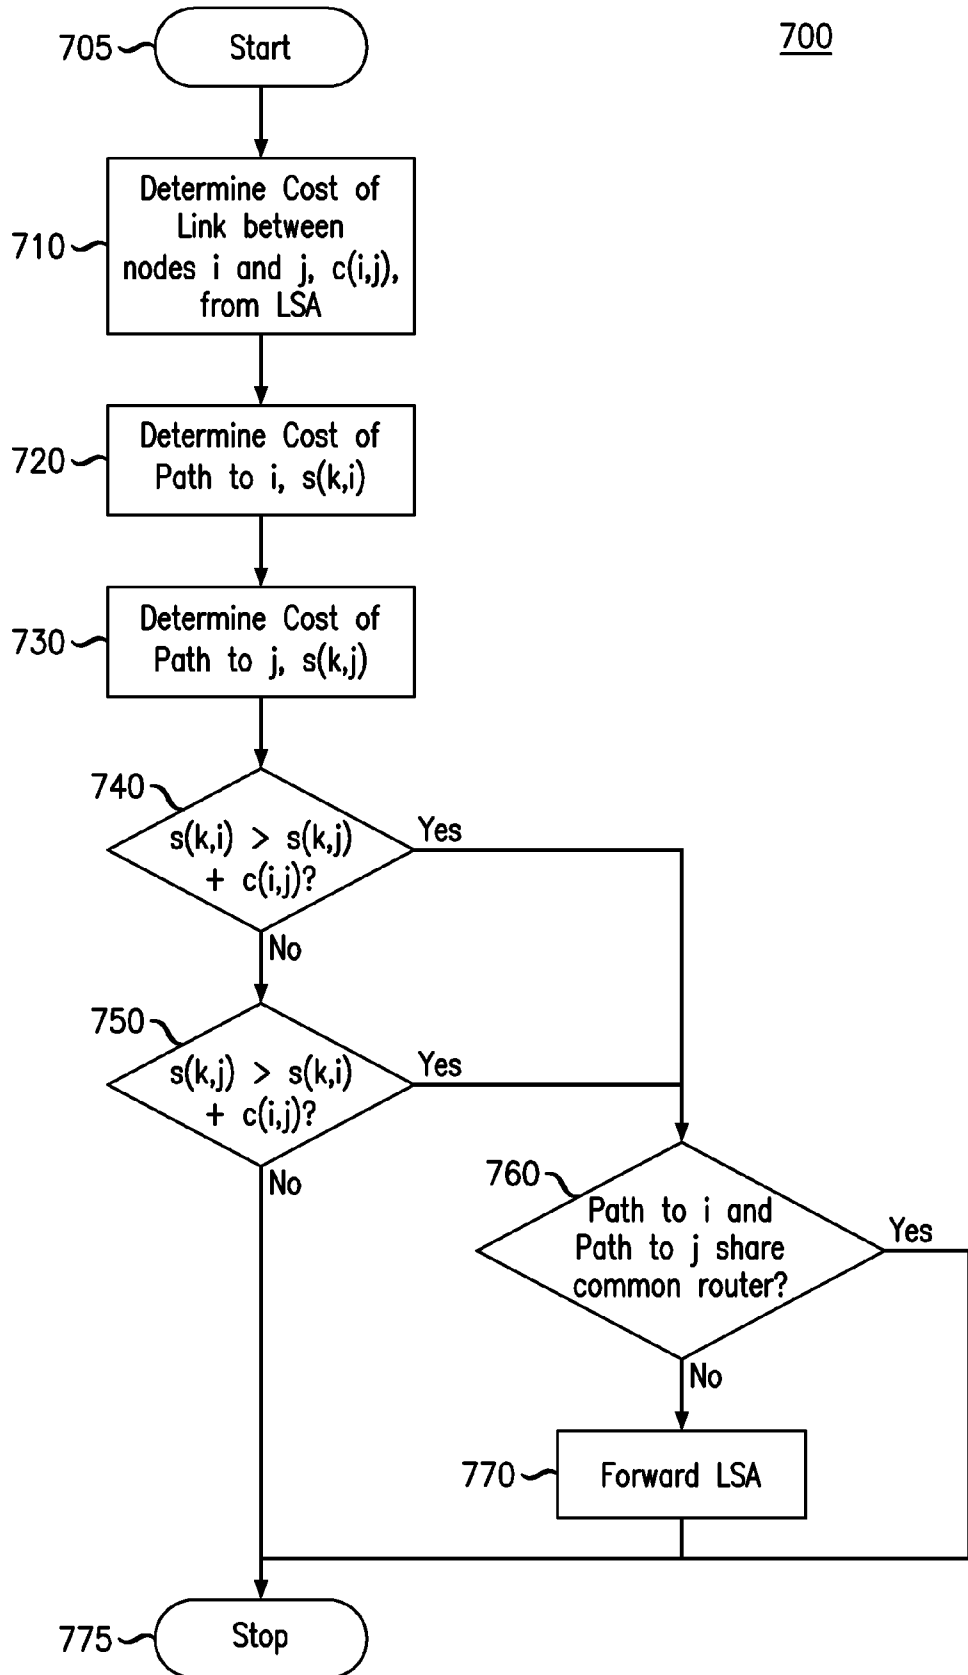 700
705
Start
710
Determine Cost of
Link between
nodes i and j, c(i,j),
from LSA
720
Determine Cost of
Path to i, s(k,i)
730
Determine Cost of
Path to j, s(k,j)
740
s(k,i) > s(k,j)
+ c(i,j)?
Yes
No
750
s(k,j) > s(k,i)
+ c(i,j)?
Yes
No
760
Path to i and
Path to j share
common router?
Yes
No
770
Forward LSA
775
Stop